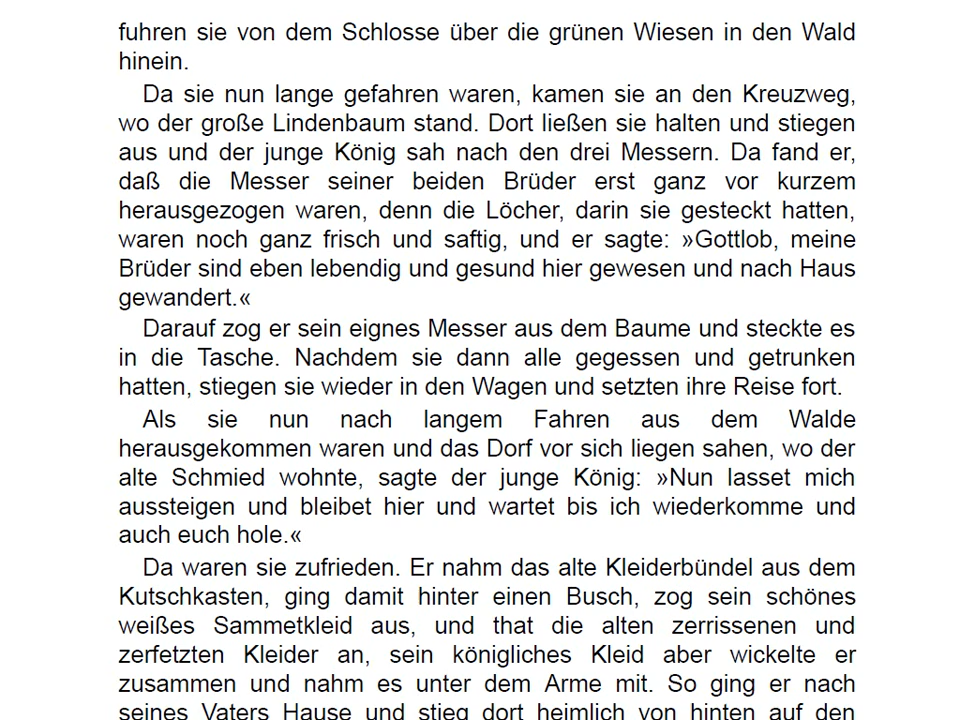 fuhren sie von dem Schlosse über die grünen Wiesen in den Wald
hinein.
Da sie nun lange gefahren waren, kamen sie an den Kreuzweg,
wo der große Lindenbaum stand. Dort ließen sie halten und stiegen
aus und der junge König sah nach den drei Messern. Da fand er,
daß die Messer seiner beiden Brüder erst ganz vor kurzem
herausgezogen waren, denn die Löcher, darin sie gesteckt hatten,
waren noch ganz frisch und saftig, und er sagte: »Gottlob, meine
Brüder sind eben lebendig und gesund hier gewesen und nach Haus
gewandert.«
Darauf zog er sein eignes Messer aus dem Baume und steckte es
in die Tasche. Nachdem sie dann alle gegessen und getrunken
hatten, stiegen sie wieder in den Wagen und setzten ihre Reise fort.
Als sie nun nach langem Fahren aus dem Walde
herausgekommen waren und das Dorf vor sich liegen sahen, wo der
alte Schmied wohnte, sagte der junge König: »Nun lasset mich
aussteigen und bleibet hier und wartet bis ich wiederkomme und
auch euch hole.«
Da waren sie zufrieden. Er nahm das alte Kleiderbündel aus dem
Kutschkasten, ging damit hinter einen Busch, zog sein schönes
weißes Sammetkleid aus, und that die alten zerrissenen und
zerfetzten Kleider an, sein königliches Kleid aber wickelte er
zusammen und nahm es unter dem Arme mit. So ging er nach
seines Vaters Hause und stieg dort heimlich von hinten auf den